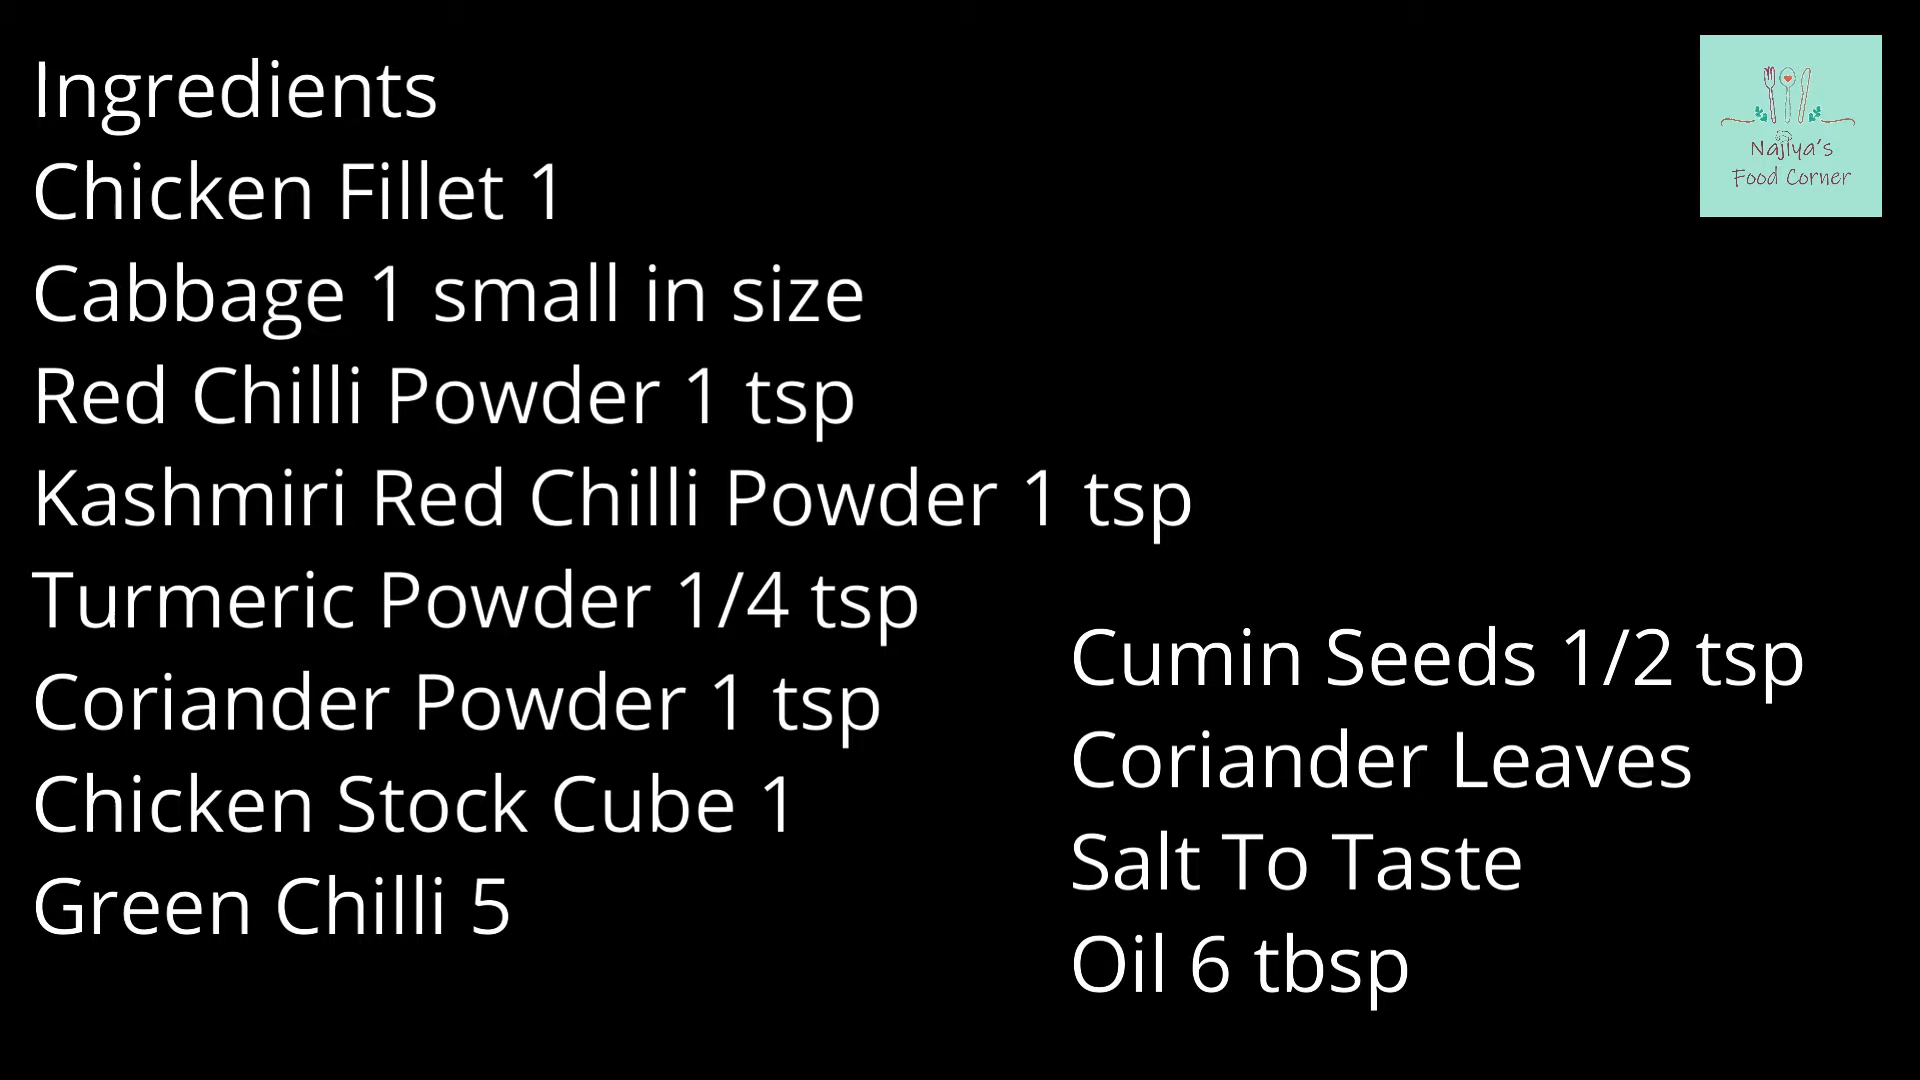 Ingredients
Chicken Fillet 1
Cabbage 1 small in size
Red Chilli Powder 1 tsp
Kashmiri Red Chilli Powder 1 tsp
Turmeric Powder 1/4 tsp
Coriander Powder 1 tsp
Chicken Stock Cube 1
Green Chilli 5
Cumin Seeds 1/2 tsp
Coriander Leaves
Salt To Taste
Oil 6 tbsp
Najiya's
Food Corner